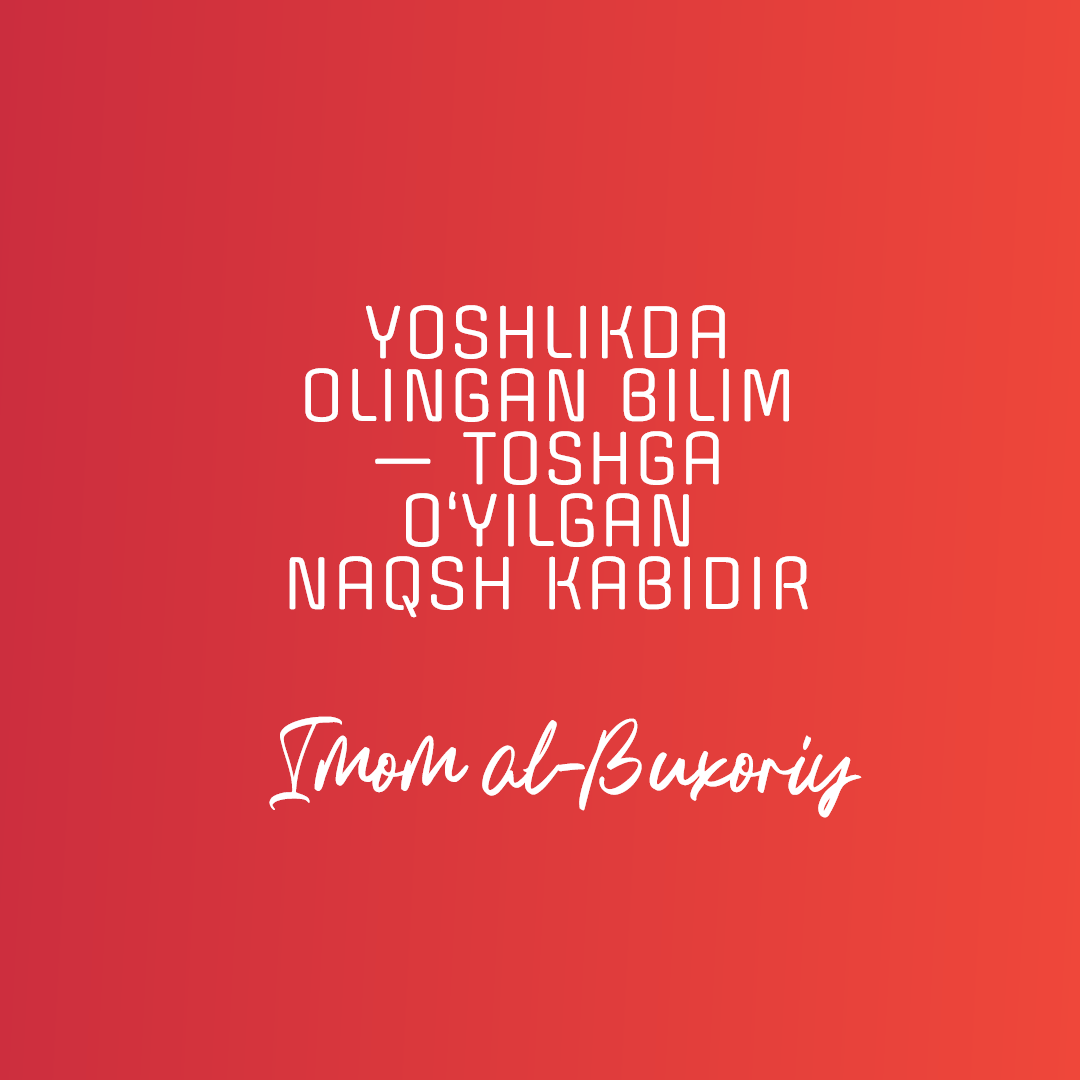 YOSHLIKDA
OLINGAN BILIM
— TOSHGA
O‘YILGAN
NAQSH KABIDIR
Imom al-Buxoriy